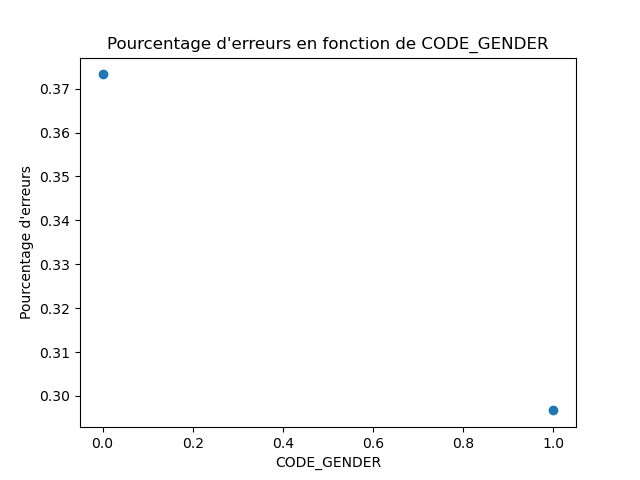 Pourcentage d'erreurs en fonction de CODE_GENDER
0.37
0.36
0.35
0.34
0.33
0.32
0.31
0.30
Pourcentage d'erreurs
0.0 0.2 0.4 0.6 0.8 1.0
CODE_GENDER